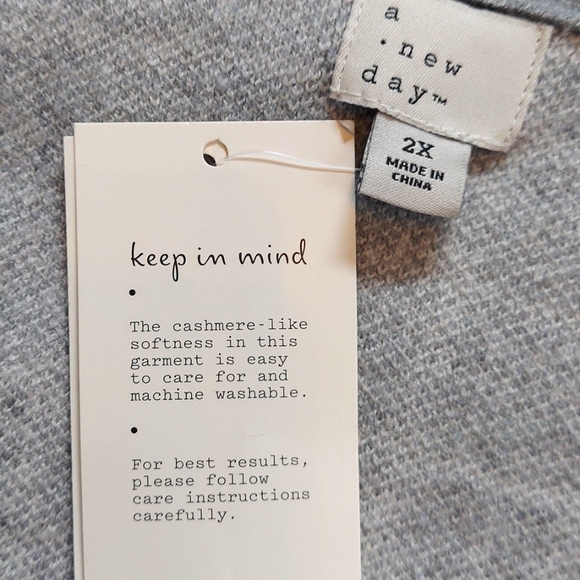 a
· new
day™
2X
MADE IN
CHINA
keep in mind
•
The cashmere-like
softness in this
garment is easy
to care for and
machine washable.
•
For best results,
please follow
care instructions
carefully.